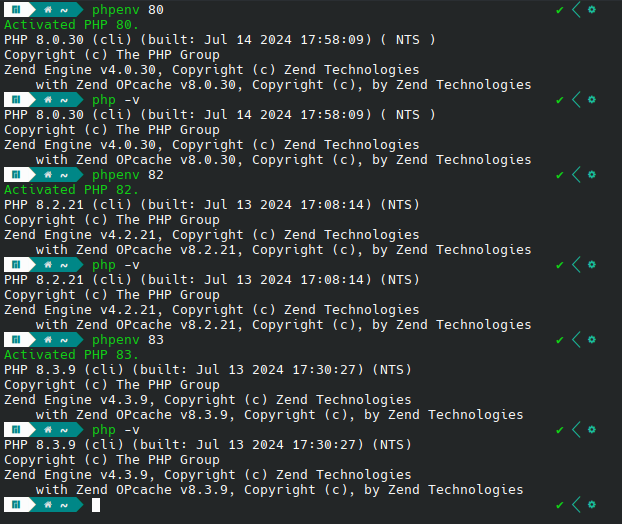 ~ phpenv 80
Activated PHP 80.
PHP 8.0.30 (cli) (built: Jul 14 2024 17:58:09) ( NTS )
Copyright (c) The PHP Group
Zend Engine v4.0.30, Copyright (c) Zend Technologies
    with Zend OPcache v8.0.30, Copyright (c), by Zend Technologies
~ php -v
PHP 8.0.30 (cli) (built: Jul 14 2024 17:58:09) ( NTS )
Copyright (c) The PHP Group
Zend Engine v4.0.30, Copyright (c) Zend Technologies
    with Zend OPcache v8.0.30, Copyright (c), by Zend Technologies
~ phpenv 82
Activated PHP 82.
PHP 8.2.21 (cli) (built: Jul 13 2024 17:08:14) (NTS)
Copyright (c) The PHP Group
Zend Engine v4.2.21, Copyright (c) Zend Technologies
    with Zend OPcache v8.2.21, Copyright (c), by Zend Technologies
~ php -v
PHP 8.2.21 (cli) (built: Jul 13 2024 17:08:14) (NTS)
Copyright (c) The PHP Group
Zend Engine v4.2.21, Copyright (c) Zend Technologies
    with Zend OPcache v8.2.21, Copyright (c), by Zend Technologies
~ phpenv 83
Activated PHP 83.
PHP 8.3.9 (cli) (built: Jul 13 2024 17:30:27) (NTS)
Copyright (c) The PHP Group
Zend Engine v4.3.9, Copyright (c) Zend Technologies
    with Zend OPcache v8.3.9, Copyright (c), by Zend Technologies
~ php -v
PHP 8.3.9 (cli) (built: Jul 13 2024 17:30:27) (NTS)
Copyright (c) The PHP Group
Zend Engine v4.3.9, Copyright (c) Zend Technologies
    with Zend OPcache v8.3.9, Copyright (c), by Zend Technologies
~